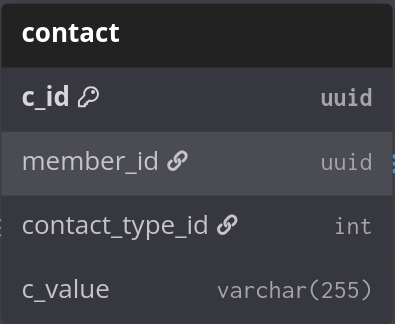 contact
c_id uuid
member_id uuid
contact_type_id int
c_value varchar(255)